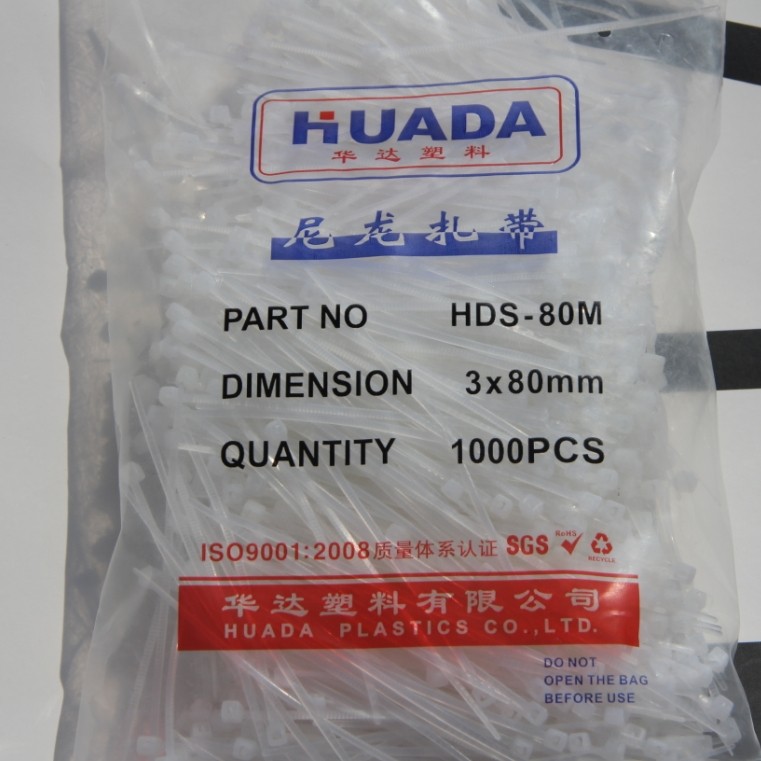 HUADA
华达塑料
尼龙扎带
PART NO HDS-80M
DIMENSION 3x80mm
QUANTITY 1000PCS
ISO9001:2008质量体系认证 SGS RoHS RECYCLE
华达塑料有限公司
HUADA PLASTICS CO.,LTD.
DO NOT
OPEN THE BAG
BEFORE USE